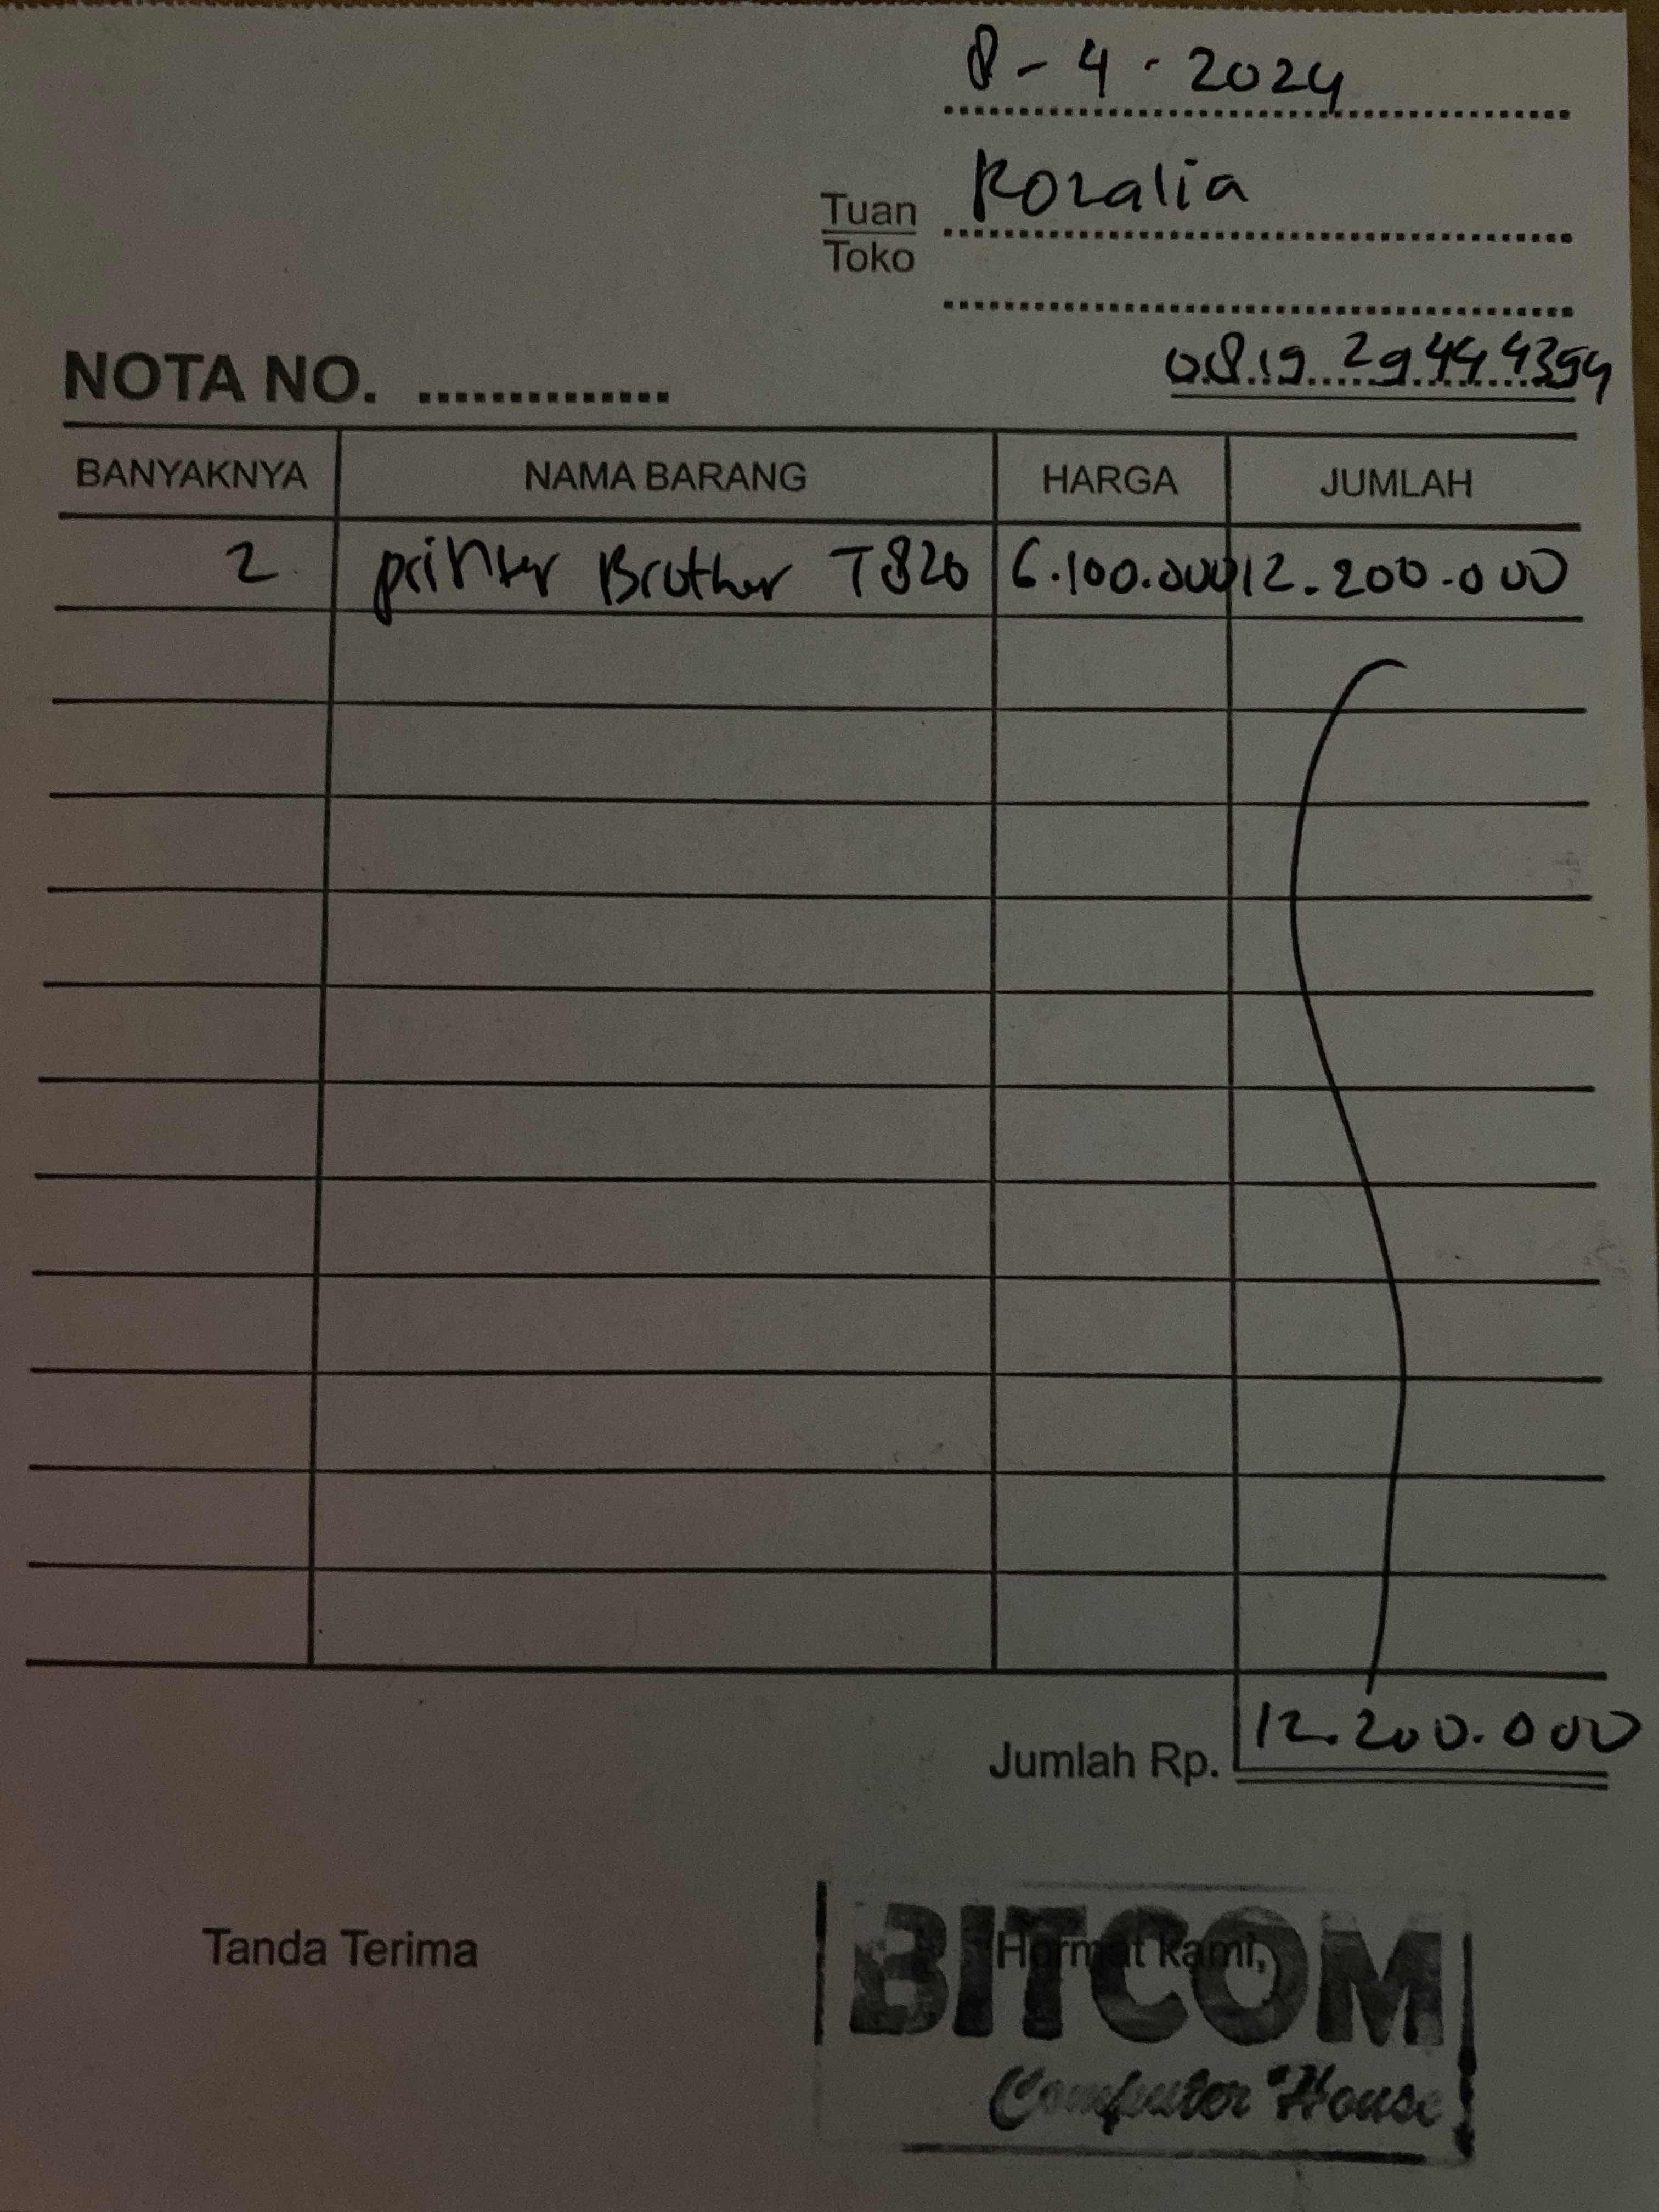 8 - 4 - 2024
Tuan Rozalia
Toko
NOTA NO. ..............
0819 29444394
BANYAKNYA NAMA BARANG HARGA JUMLAH
2 printer Brother T820 6.100.000 12.200.000
Jumlah Rp. 12.200.000
Tanda Terima Hormat Kami,
BITCOM
Computer House